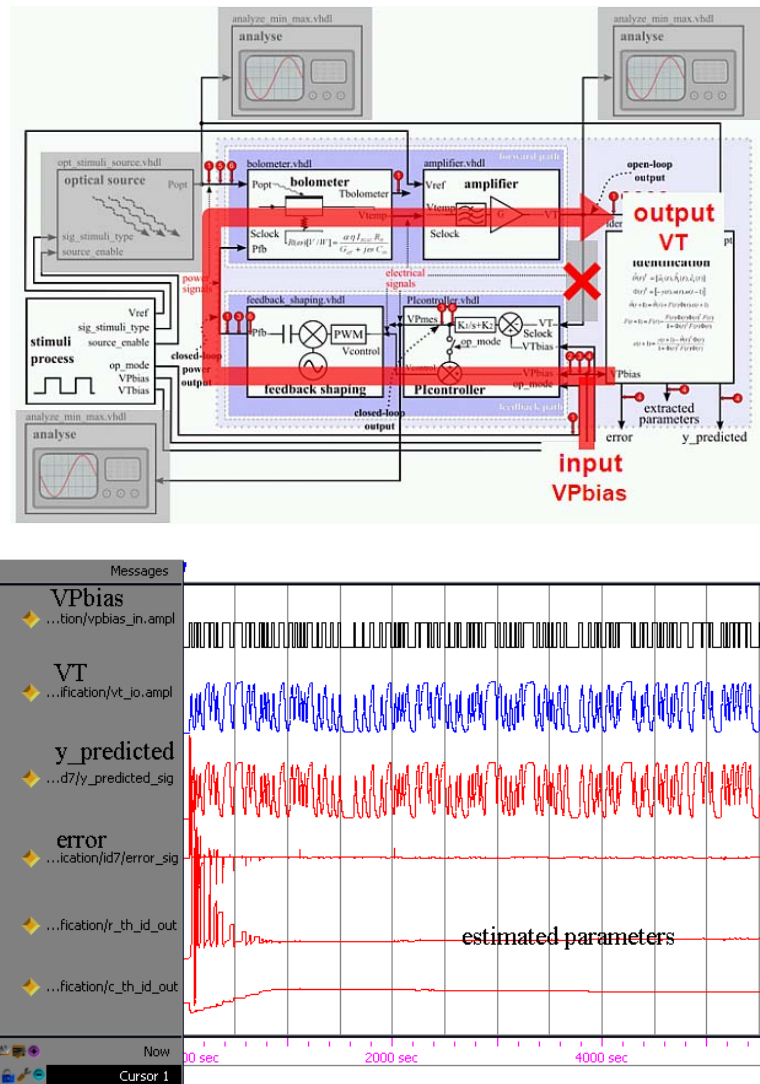 analyze_min_max.vhdl
analyse
analyze_min_max.vhdl
analyse
opt_stimuli_source.vhdl
optical source
Popt
sig_stimuli_type
source_enable
forward path
bolometer.vhdl
Popt
bolometer
Tbolometer
Vtemp
Sclock
Pfb
amplifier.vhdl
Vref
amplifier
Vtemp
G
VT
Sclock
open-loop
output
output
VT
identification
power
signals
electrical
signals
stimuli
process
Vref
sig_stimuli_type
source_enable
op_mode
VPbias
VTbias
closed-loop
power
output
feedback_shaping.vhdl
Pfb
PWM
Vcontrol
feedback shaping
PIcontroller.vhdl
VPmes
K1/s+K2
VT
Sclock
op_mode
VTbias
Vcontrol
VPbias
op_mode
PIcontroller
closed-loop
output
feedback path
VPbias
error
extracted
parameters
y_predicted
analyze_min_max.vhdl
analyse
input
VPbias
Messages
VPbias
...tion/vpbias_in.ampl
VT
...ification/vt_io.ampl
y_predicted
...d7/y_predicted_sig
error
...ication/id7/error_sig
...fication/r_th_id_out
estimated parameters
...fication/c_th_id_out
Now
00 sec
2000 sec
4000 sec
Cursor 1